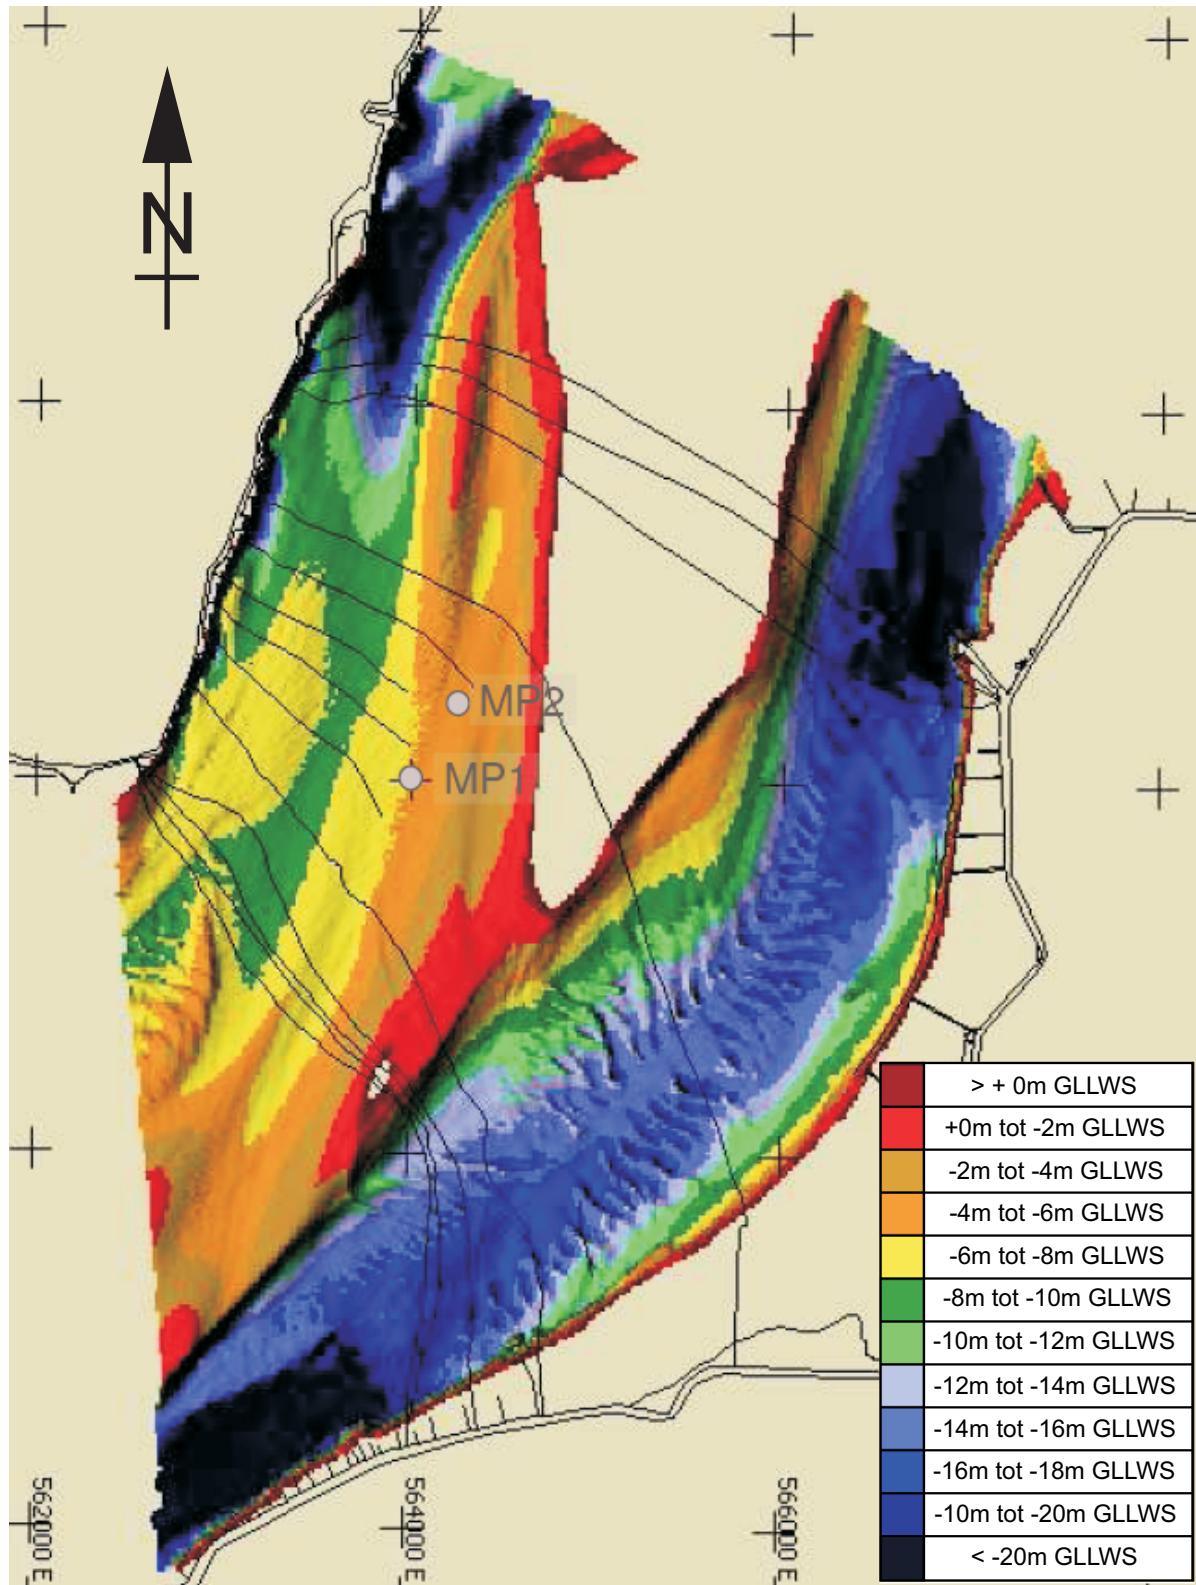 N
MP2
MP1
> + 0m GLLWS
+0m tot -2m GLLWS
-2m tot -4m GLLWS
-4m tot -6m GLLWS
-6m tot -8m GLLWS
-8m tot -10m GLLWS
-10m tot -12m GLLWS
-12m tot -14m GLLWS
-14m tot -16m GLLWS
-16m tot -18m GLLWS
-10m tot -20m GLLWS
< -20m GLLWS
562000 E
564000 E
566000 E